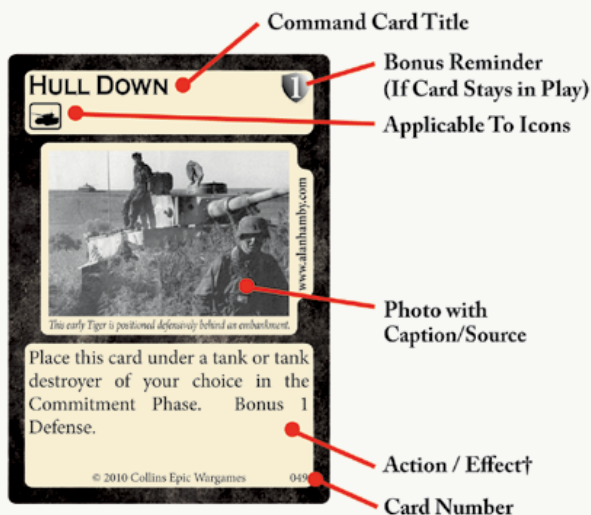 Command Card Title
HULL DOWN
1
Bonus Reminder
(If Card Stays in Play)
Applicable To Icons
www.alanhamby.com
This early Tiger is positioned defensively behind an embankment.
Photo with
Caption/Source
Place this card under a tank or tank
destroyer of your choice in the
Commitment Phase. Bonus 1
Defense.
Action / Effect†
© 2010 Collins Epic Wargames 049
Card Number